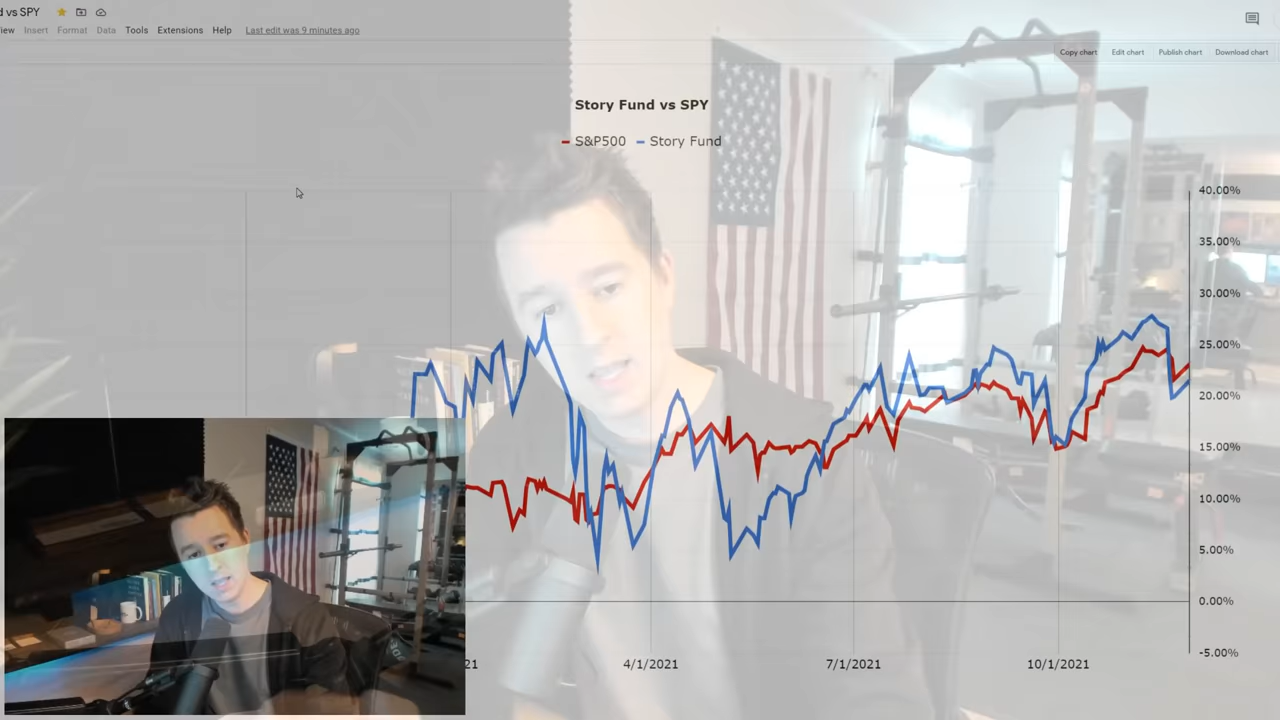 d vs SPY
iew Insert Format Data Tools Extensions Help Last edit was 9 minutes ago
Copy chart Edit chart Publish chart Download chart
Story Fund vs SPY
S&P500 Story Fund
40.00%
35.00%
30.00%
25.00%
20.00%
15.00%
10.00%
5.00%
0.00%
-5.00%
21 4/1/2021 7/1/2021 10/1/2021